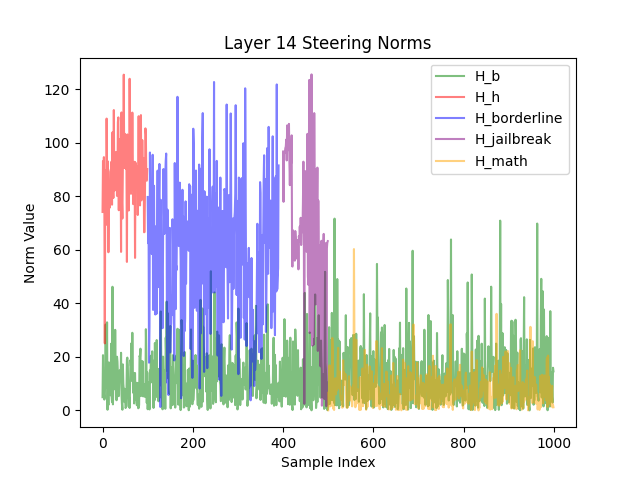 Layer 14 Steering Norms
H_b
H_h
H_borderline
H_jailbreak
H_math
Norm Value
120
100
80
60
40
20
0
0
200
400
600
800
1000
Sample Index